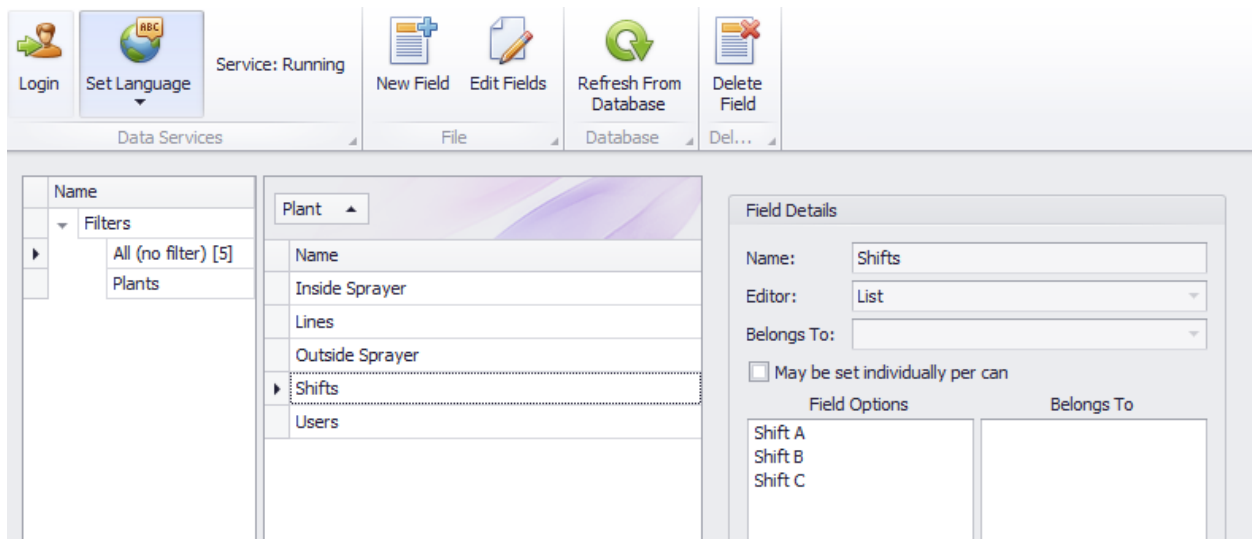 ABC
Login
Set Language
Service: Running
New Field
Edit Fields
Refresh From
Database
Delete
Field
Data Services
File
Database
Del...
Name
Filters
All (no filter) [5]
Plants
Plant
Name
Inside Sprayer
Lines
Outside Sprayer
Shifts
Users
Field Details
Name: Shifts
Editor: List
Belongs To:
May be set individually per can
Field Options
Belongs To
Shift A
Shift B
Shift C